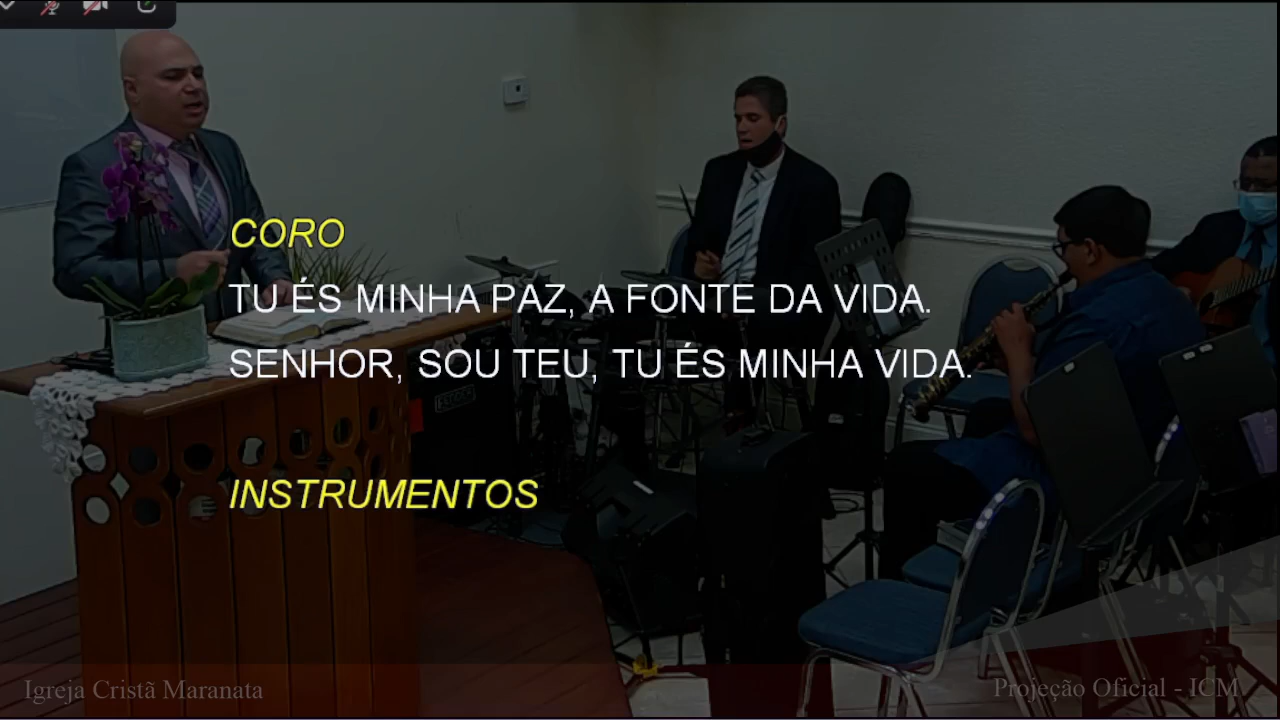 CORO
TU ÉS MINHA PAZ, A FONTE DA VIDA.
SENHOR, SOU TEU, TU ÉS MINHA VIDA.
INSTRUMENTOS
Igreja Cristã Maranata
Projeção Oficial - ICM